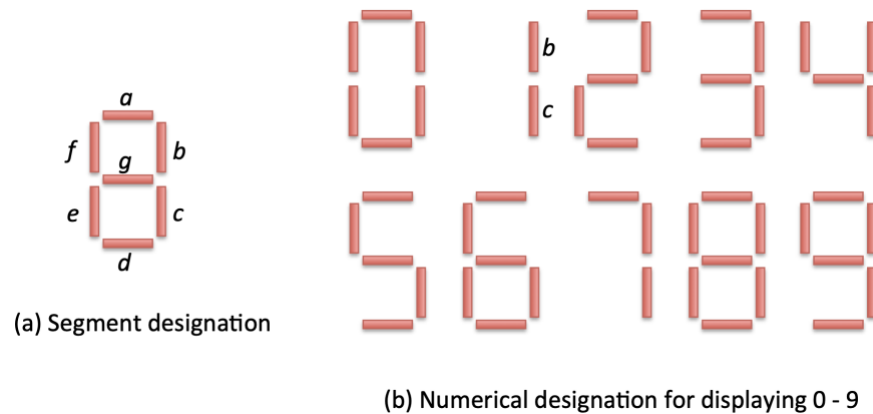 a
f
g
b
e
c
d
(a) Segment designation
b
c
(b) Numerical designation for displaying 0 - 9